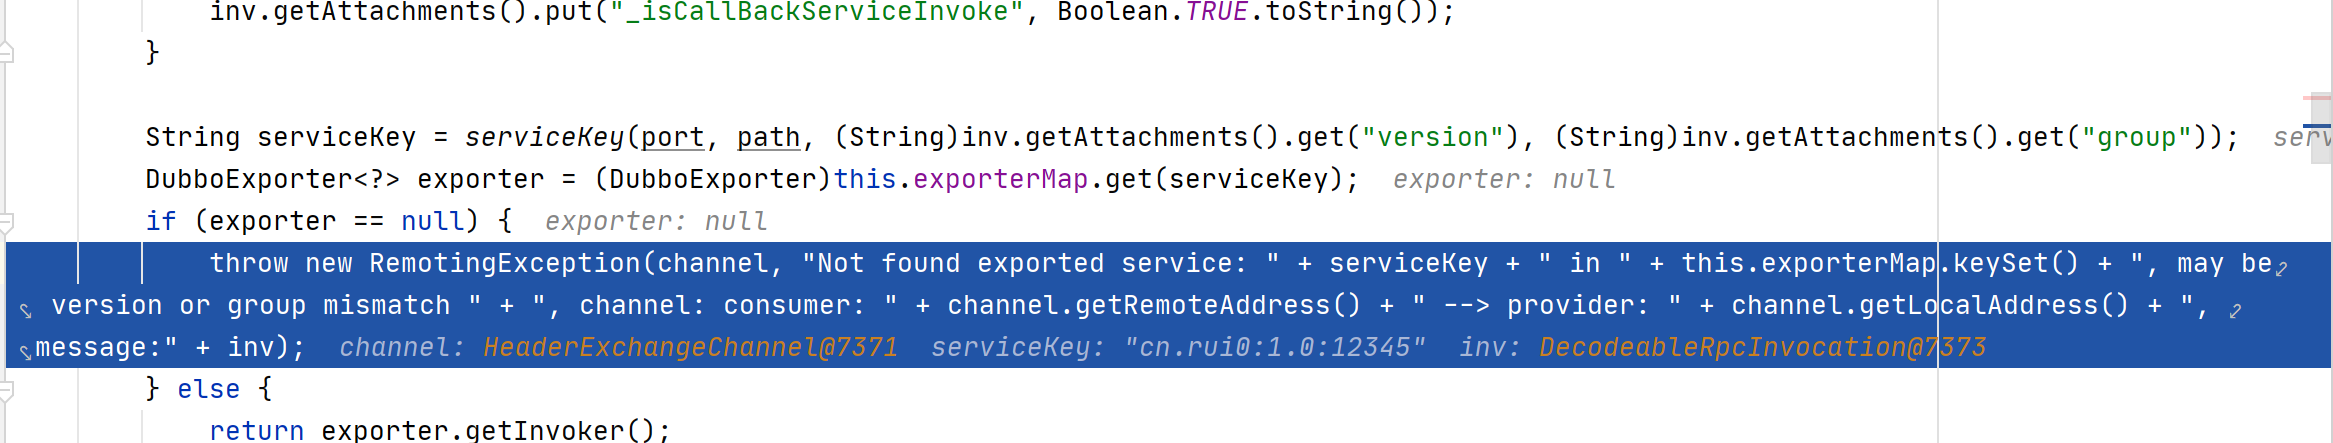 inv.getAttachments().put("_isCallBackServiceInvoke", Boolean.TRUE.toString());
}
String serviceKey = serviceKey(port, path, (String)inv.getAttachments().get("version"), (String)inv.getAttachments().get("group"));
DubboExporter<?> exporter = (DubboExporter)this.exporterMap.get(serviceKey); exporter: null
if (exporter == null) { exporter: null
throw new RemotingException(channel, "Not found exported service: " + serviceKey + " in " + this.exporterMap.keySet() + ", may be
version or group mismatch " + ", channel: consumer: " + channel.getRemoteAddress() + " --> provider: " + channel.getLocalAddress() + ",
message:" + inv); channel: HeaderExchangeChannel@7371 serviceKey: "cn.rui0:1.0:12345" inv: DecodeableRpcInvocation@7373
} else {
return exporter.getInvoker();